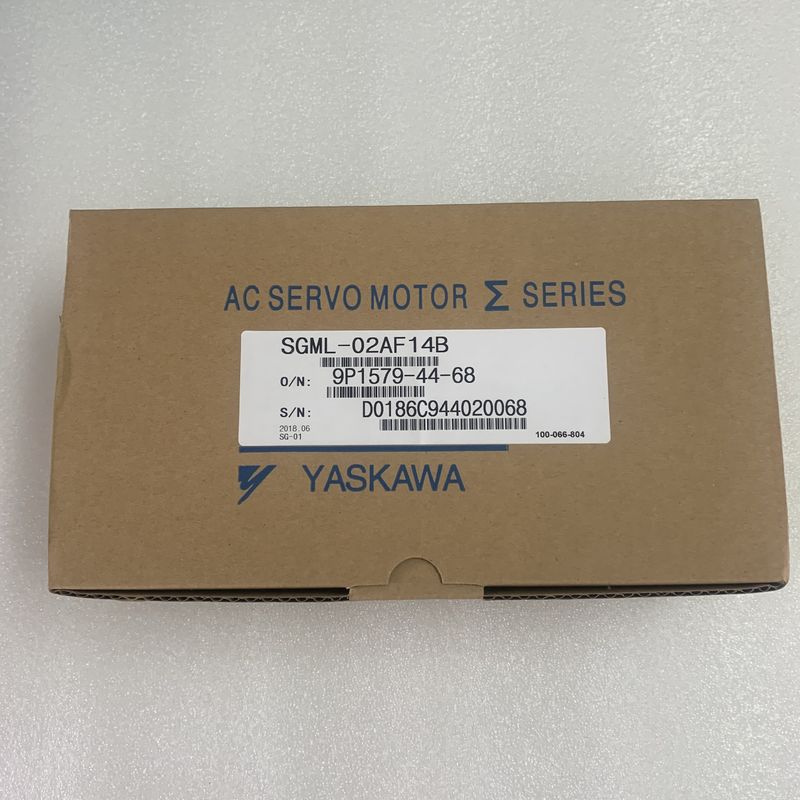 AC SERVO MOTOR Σ SERIES
SGML-02AF14B
O/N: 9P1579-44-68
S/N: D0186C944020068
2018.06
SG-01
100-066-804
YASKAWA